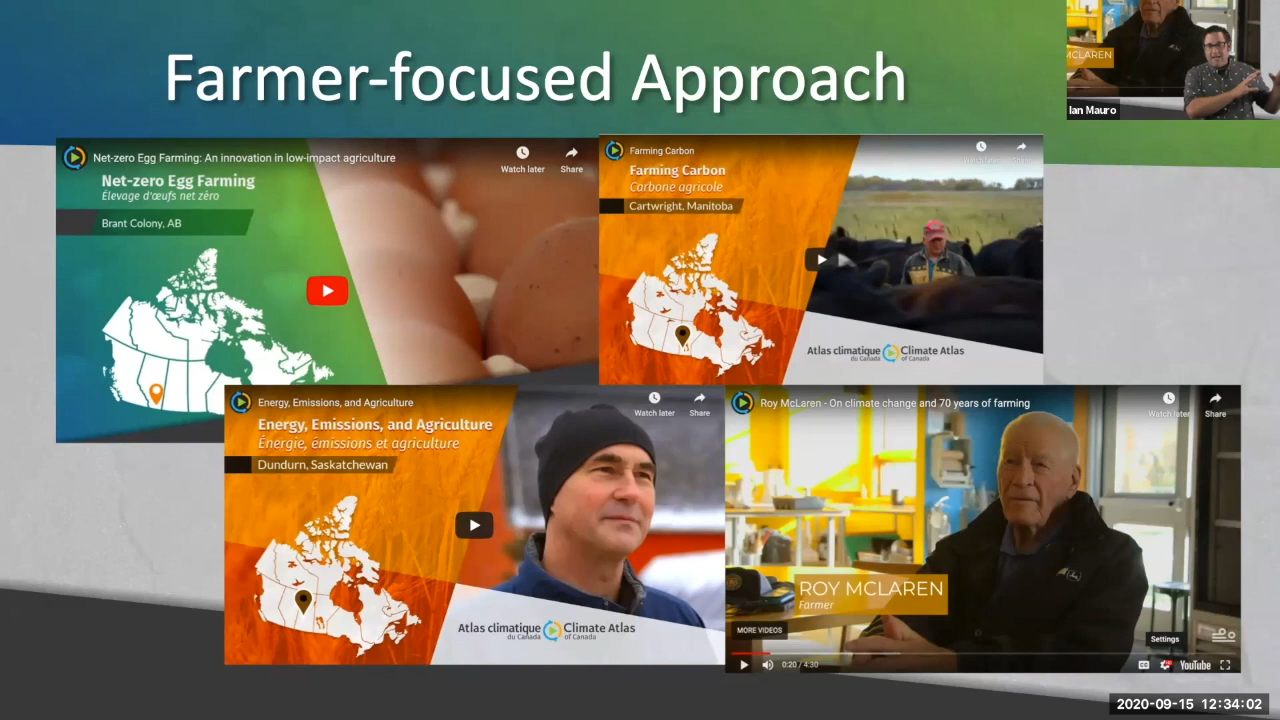 Farmer-focused Approach
MCLAREN
Ian Mauro
Net-zero Egg Farming: An innovation in low-impact agriculture
Watch later
Share
Net-zero Egg Farming
Élevage d'œufs net zéro
Brant Colony, AB
Farming Carbon
Watch later
Share
Farming Carbon
Carbone agricole
Cartwright, Manitoba
Atlas climatique
du Canada
Climate Atlas
of Canada
Energy, Emissions, and Agriculture
Watch later
Share
Energy, Emissions, and Agriculture
Énergie, émissions et agriculture
Dundurn, Saskatchewan
Atlas climatique
du Canada
Climate Atlas
of Canada
Roy McLaren - On climate change and 70 years of farming
Watch later
Share
ROY MCLAREN
Farmer
MORE VIDEOS
Settings
0:20 / 4:30
CC
YouTube
2020-09-15 12:34:02